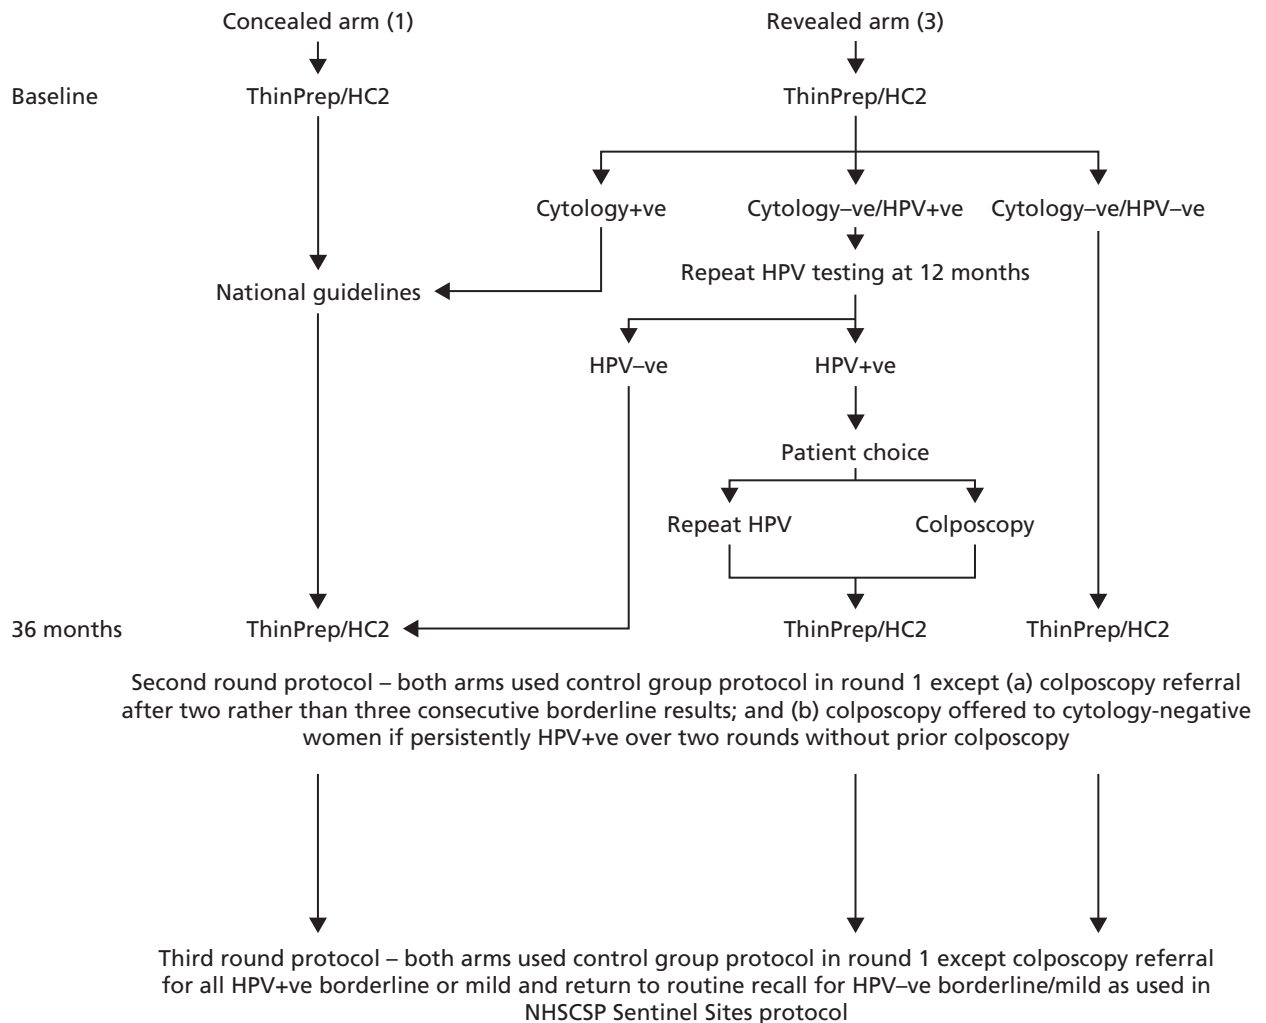 Concealed arm (1)
Revealed arm (3)
Baseline
ThinPrep/HC2
ThinPrep/HC2
Cytology+ve
Cytology–ve/HPV+ve
Cytology–ve/HPV–ve
Repeat HPV testing at 12 months
National guidelines
HPV–ve
HPV+ve
Patient choice
Repeat HPV
Colposcopy
36 months
ThinPrep/HC2
ThinPrep/HC2
ThinPrep/HC2
Second round protocol – both arms used control group protocol in round 1 except (a) colposcopy referral
after two rather than three consecutive borderline results; and (b) colposcopy offered to cytology-negative
women if persistently HPV+ve over two rounds without prior colposcopy
Third round protocol – both arms used control group protocol in round 1 except colposcopy referral
for all HPV+ve borderline or mild and return to routine recall for HPV–ve borderline/mild as used in
NHSCSP Sentinel Sites protocol